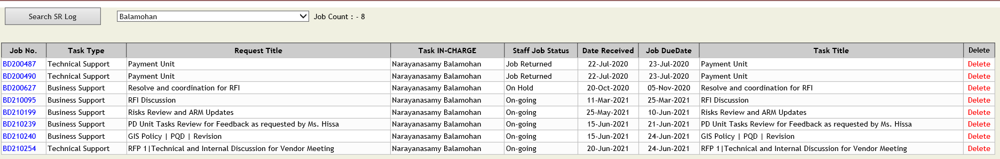 Search SR Log Balamohan Job Count : - 8
Job No. Task Type Request Title Task IN-CHARGE Staff Job Status Date Received Job DueDate Task Title Delete
BD200487 Technical Support Payment Unit Narayanasamy Balamohan Job Returned 22-Jul-2020 23-Jul-2020 Payment Unit Delete
BD200490 Technical Support Payment Unit Narayanasamy Balamohan Job Returned 22-Jul-2020 23-Jul-2020 Payment Unit Delete
BD200627 Business Support Resolve and coordination for RFI Narayanasamy Balamohan On Hold 20-Oct-2020 05-Nov-2020 Resolve and coordination for RFI Delete
BD210095 Business Support RFI Discussion Narayanasamy Balamohan On-going 11-Mar-2021 25-Mar-2021 RFI Discussion Delete
BD210199 Business Support Risks Review and ARM Updates Narayanasamy Balamohan On-going 25-May-2021 10-Jun-2021 Risks Review and ARM Updates Delete
BD210239 Business Support PD Unit Tasks Review for Feedback as requested by Ms. Hissa Narayanasamy Balamohan On-going 15-Jun-2021 21-Jun-2021 PD Unit Tasks Review for Feedback as requested by Ms. Hissa Delete
BD210240 Business Support GIS Policy | PQD | Revision Narayanasamy Balamohan On-going 15-Jun-2021 24-Jun-2021 GIS Policy | PQD | Revision Delete
BD210254 Technical Support RFP 1|Technical and Internal Discussion for Vendor Meeting Narayanasamy Balamohan On-going 20-Jun-2021 24-Jun-2021 RFP 1|Technical and Internal Discussion for Vendor Meeting Delete